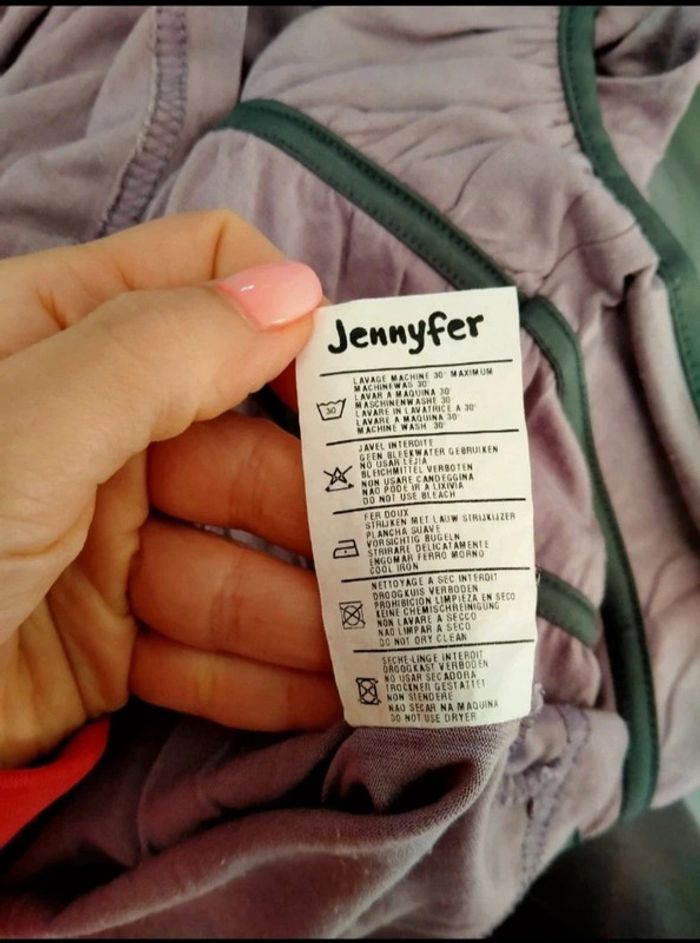 Jennyfer
LAVAGE MACHINE 30° MAXIMUM
MACHINEWAS 30°
LAVAR A MAQUINA 30°
MASCHINENWASHE 30°
LAVARE IN LAVATRICE A 30°
LAVARE A MAQUINA 30°
MACHINE WASH 30°
30
JAVEL INTERDITE
GEEN BLEEKWATER GEBRUIKEN
NO USAR LEJIA
BLEICHMITTEL VERBOTEN
NON USARE CANDEGGINA
NAO PODE IR A LIXIVIA
DO NOT USE BLEACH
FER DOUX
STRIJKEN MET LAUW STRIJKIJZER
PLANCHA SUAVE
VORSICHTIG BUGELN
STRIRARE DELICATAMENTE
ENGOMAR FERRO MORNO
COOL IRON
NETTOYAGE A SEC INTERDIT
DROOGKUIS VERBODEN
PROHIBICION LIMPIEZA EN SECO
KEINE CHEMISCHREINIGUNG
NON LAVARE A SECCO
NAO LIMPAR A SECO
DO NOT DRY CLEAN
SECHE-LINGE INTERDIT
DROOGKAST VERBODEN
NO USAR SECADORA
TROCKNER GESTATTET
NON STENDERE
NAO SECAR NA MAQUINA
DO NOT USE DRYER